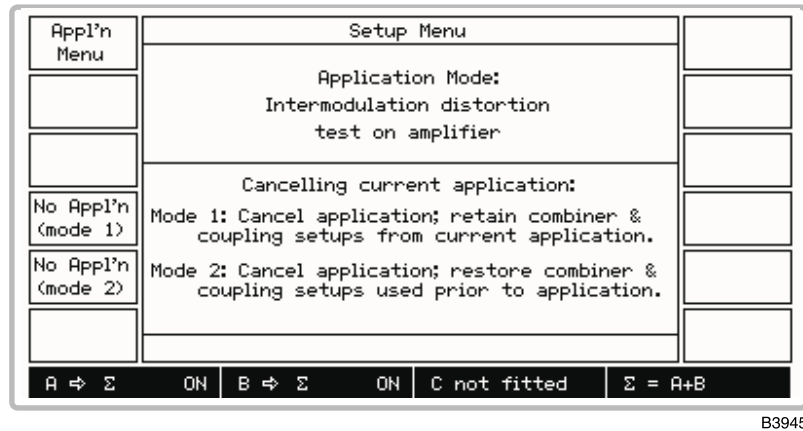 Appl'n
Menu
Setup Menu
Application Mode:
Intermodulation distortion
test on amplifier
Cancelling current application:
No Appl'n
(mode 1)
Mode 1: Cancel application; retain combiner &
coupling setups from current application.
No Appl'n
(mode 2)
Mode 2: Cancel application; restore combiner &
coupling setups used prior to application.
A ⇨ Σ ON B ⇨ Σ ON C not fitted Σ = A+B
B3945